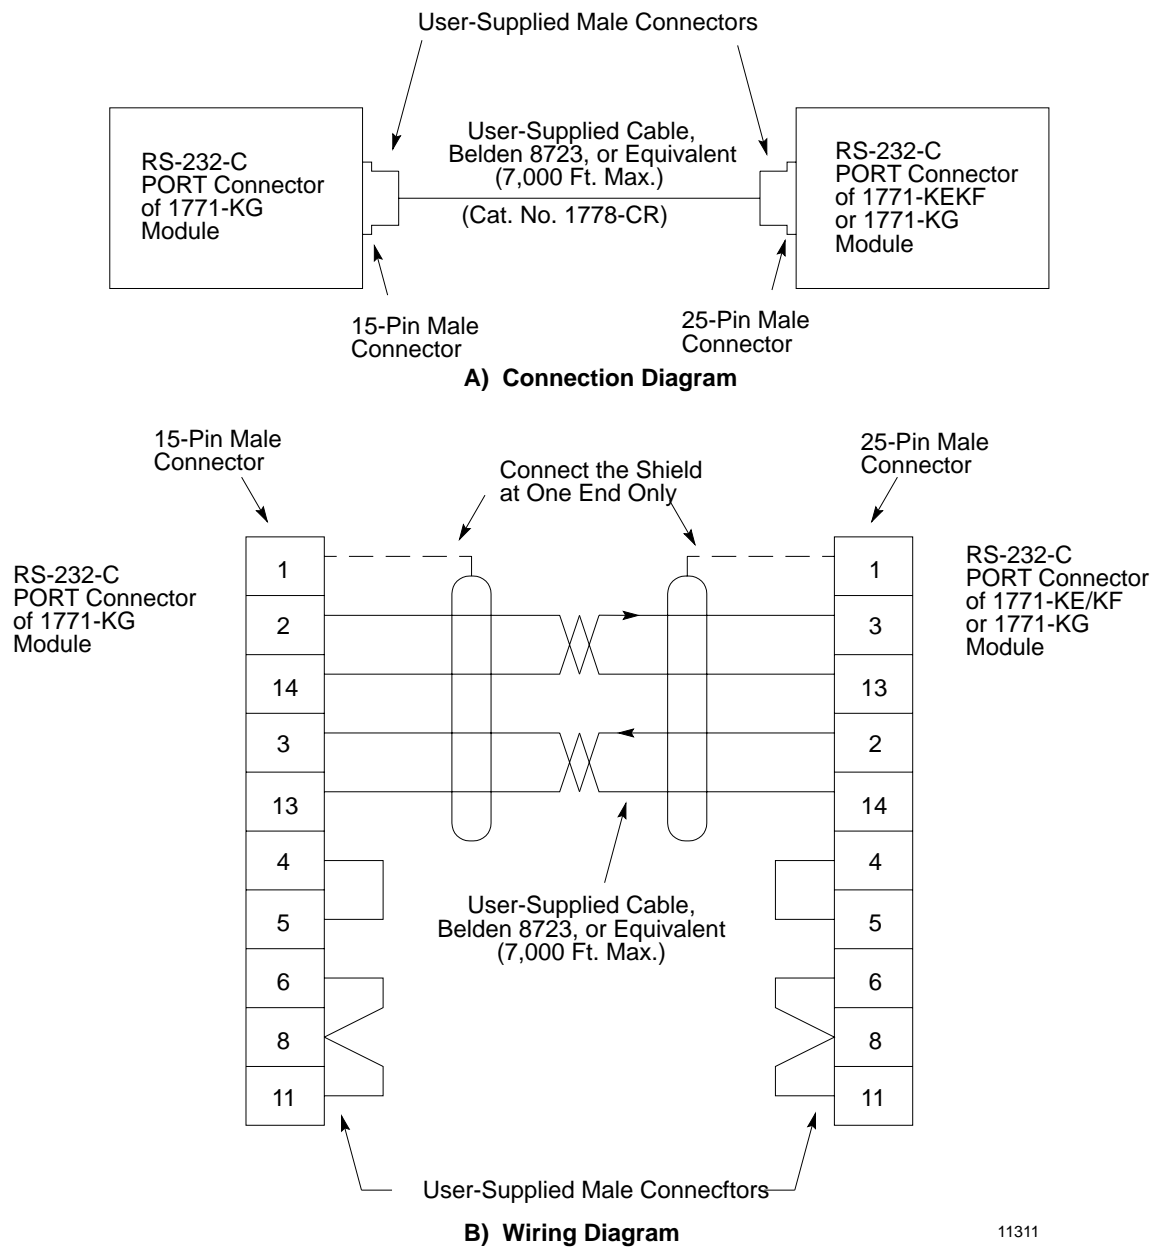 User-Supplied Male Connectors
RS-232-C
PORT Connector
of 1771-KG
Module
User-Supplied Cable,
Belden 8723, or Equivalent
(7,000 Ft. Max.)
(Cat. No. 1778-CR)
RS-232-C
PORT Connector
of 1771-KEKF
or 1771-KG
Module
15-Pin Male
Connector
25-Pin Male
Connector
A) Connection Diagram
15-Pin Male
Connector
Connect the Shield
at One End Only
25-Pin Male
Connector
RS-232-C
PORT Connector
of 1771-KG
Module
1
2
14
3
13
4
5
6
8
11
1
3
13
2
14
4
5
6
8
11
RS-232-C
PORT Connector
of 1771-KE/KF
or 1771-KG
Module
User-Supplied Cable,
Belden 8723, or Equivalent
(7,000 Ft. Max.)
User-Supplied Male Connecftors
B) Wiring Diagram
11311